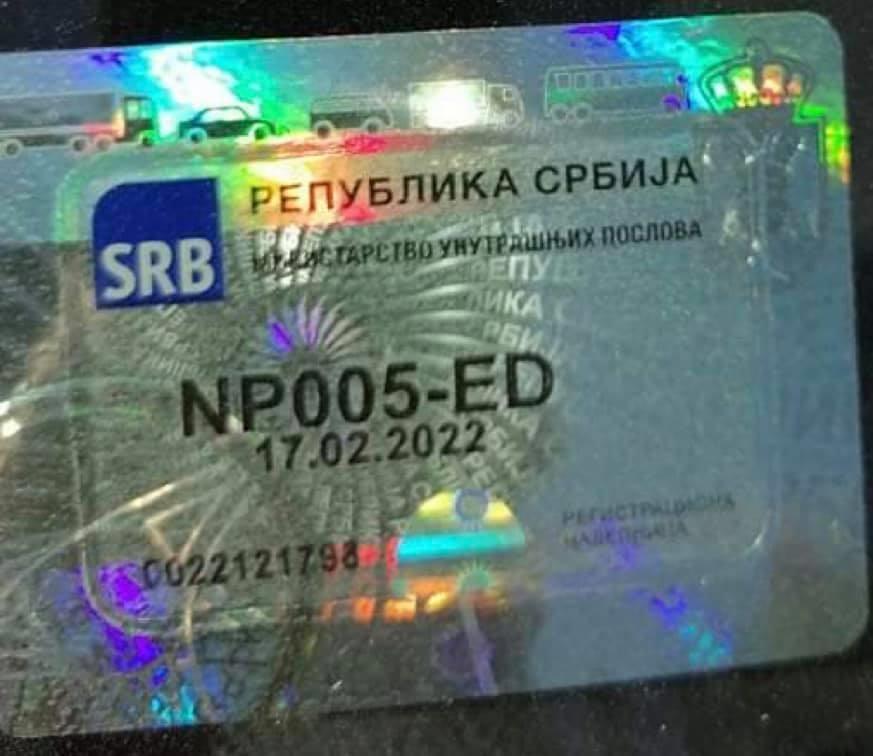 РЕПУБЛИКА СРБИЈА
SRB
МИНИСТАРСТВО УНУТРАШЊИХ ПОСЛОВА
NP005-ED
17.02.2022
РЕГИСТРАЦИОНА
НАЛЕПНИЦА
0022121798